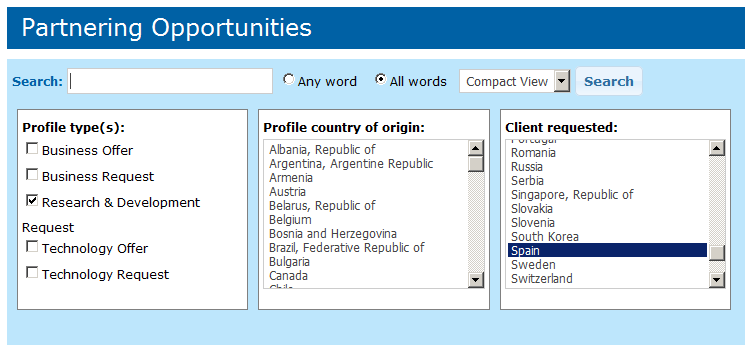 Partnering Opportunities
Search: Any word All words Compact View Search
Profile type(s):
Business Offer
Business Request
Research & Development
Request
Technology Offer
Technology Request
Profile country of origin:
Albania, Republic of
Argentina, Argentine Republic
Armenia
Austria
Belarus, Republic of
Belgium
Bosnia and Herzegovina
Brazil, Federative Republic of
Bulgaria
Canada
Chile
Client requested:
Portugal
Romania
Russia
Serbia
Singapore, Republic of
Slovakia
Slovenia
South Korea
Spain
Sweden
Switzerland